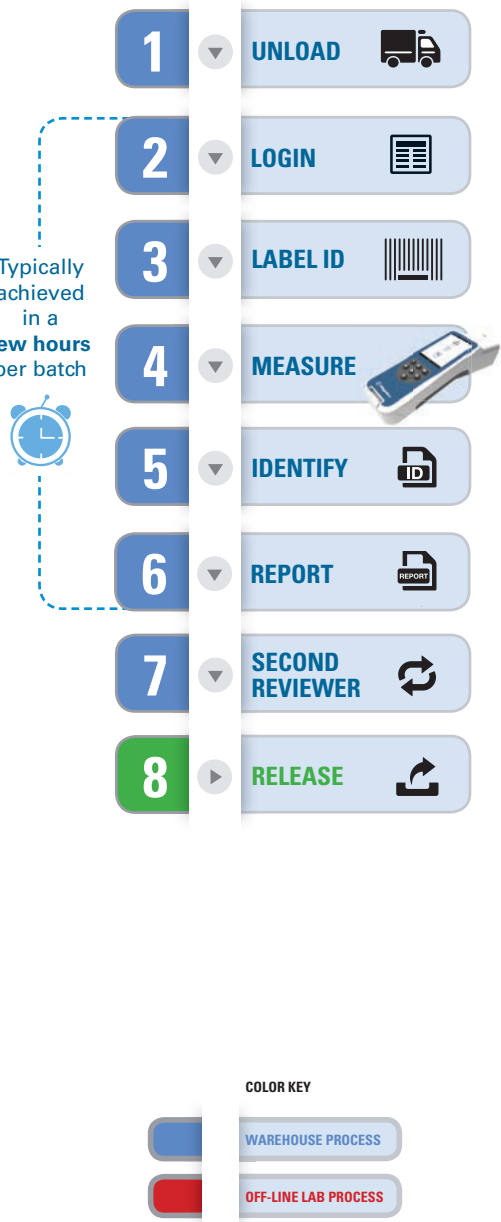 1 UNLOAD
2 LOGIN
3 LABEL ID
Typically
achieved
in a
few hours
per batch
4 MEASURE
5 IDENTIFY
ID
6 REPORT
REPORT
7 SECOND
REVIEWER
8 RELEASE
COLOR KEY
WAREHOUSE PROCESS
OFF-LINE LAB PROCESS